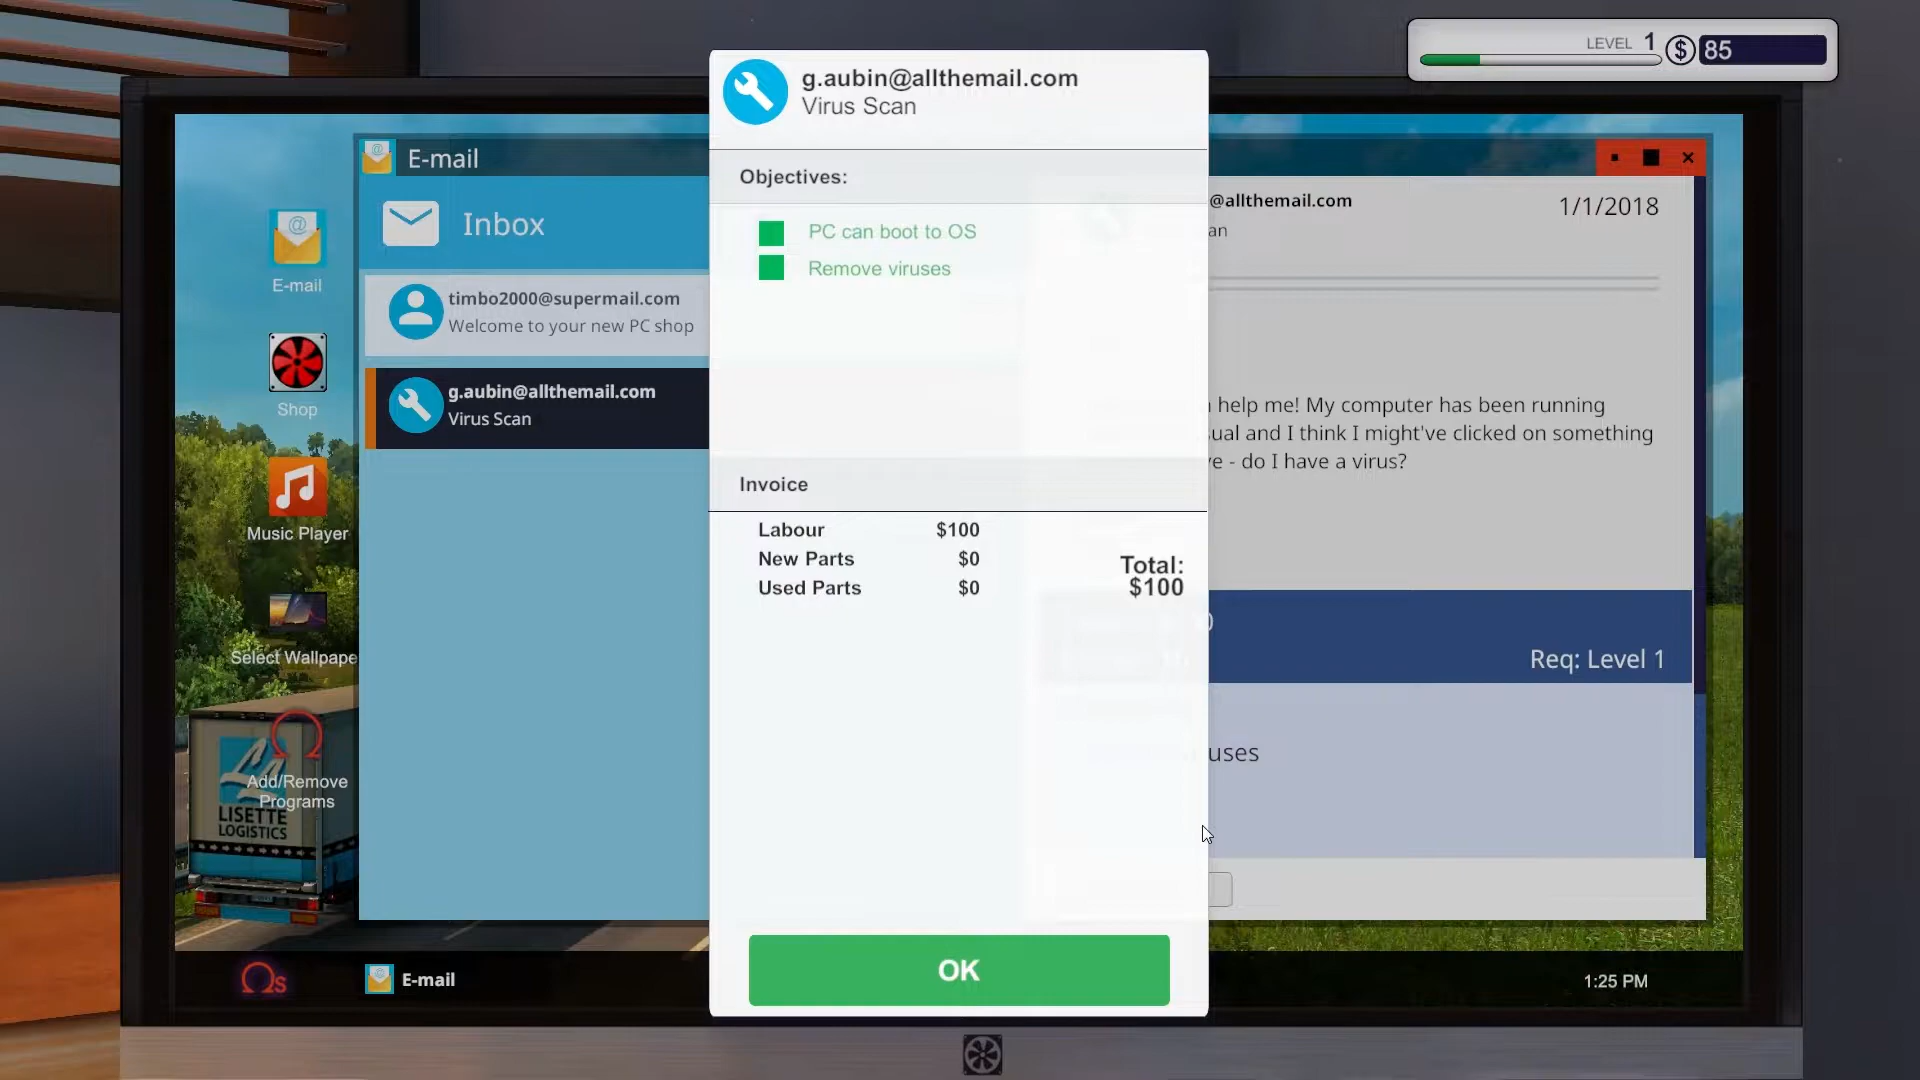 LEVEL 1
$ 85
g.aubin@allthemail.com
Virus Scan
Objectives:
PC can boot to OS
Remove viruses
Invoice
Labour $100
New Parts $0
Used Parts $0
Total:
$100
OK
E-mail
Inbox
timbo2000@supermail.com
Welcome to your new PC shop
g.aubin@allthemail.com
Virus Scan
@allthemail.com
an
1/1/2018
help me! My computer has been running
ual and I think I might've clicked on something
e - do I have a virus?
Req: Level 1
uses
E-mail
Shop
Music Player
Select Wallpape
Add/Remove
Programs
LISETTE
LOGISTICS
Ωs
E-mail
1:25 PM